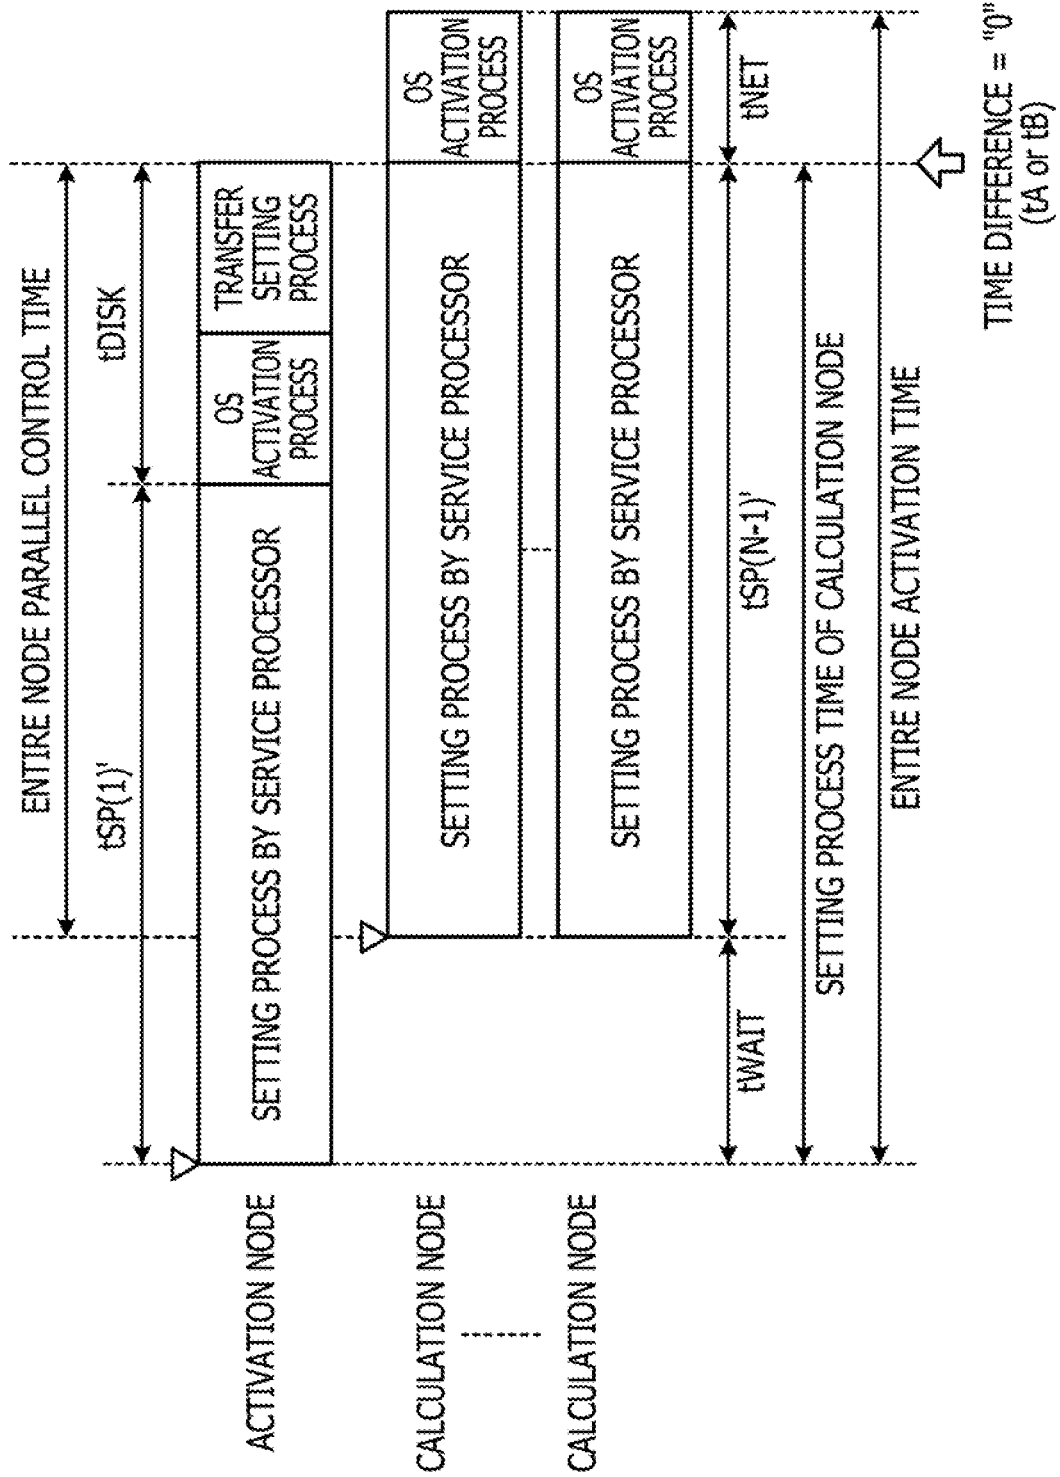 ENTIRE NODE PARALLEL CONTROL TIME
tSP(1)'
tDISK
ACTIVATION NODE
SETTING PROCESS BY SERVICE PROCESSOR
OS
ACTIVATION
PROCESS
TRANSFER
SETTING
PROCESS
CALCULATION NODE
SETTING PROCESS BY SERVICE PROCESSOR
OS
ACTIVATION
PROCESS
CALCULATION NODE
SETTING PROCESS BY SERVICE PROCESSOR
OS
ACTIVATION
PROCESS
tWAIT
tSP(N-1)'
tNET
SETTING PROCESS TIME OF CALCULATION NODE
ENTIRE NODE ACTIVATION TIME
TIME DIFFERENCE = "0"
(tA or tB)